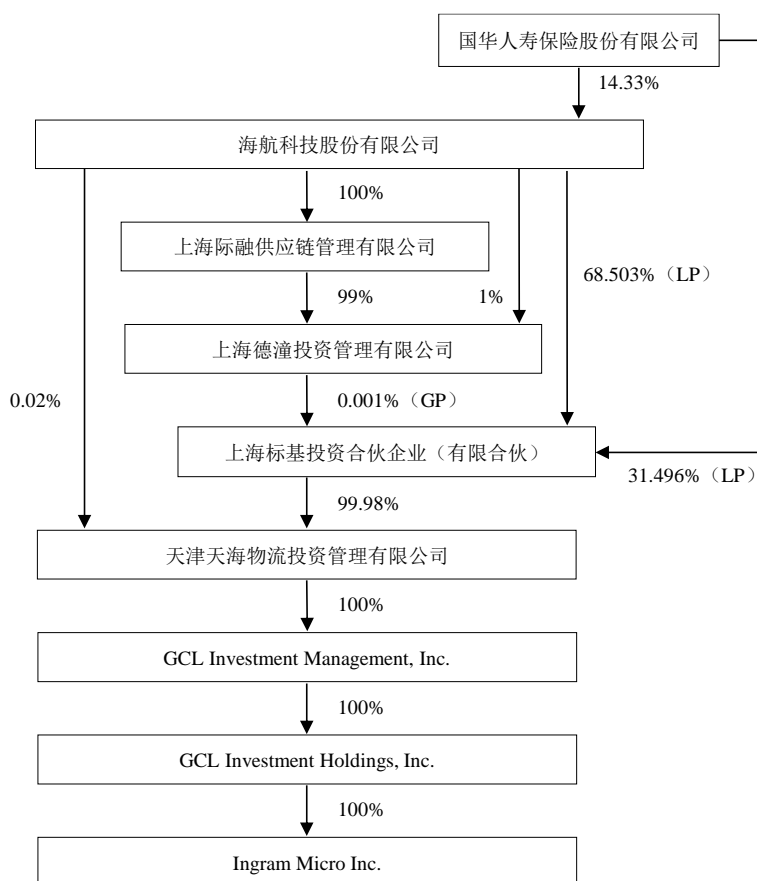 国华人寿保险股份有限公司
14.33%
海航科技股份有限公司
100%
上海际融供应链管理有限公司
68.503%（LP）
99%
1%
上海德潼投资管理有限公司
0.02%
0.001%（GP）
上海标基投资合伙企业（有限合伙）
31.496%（LP）
99.98%
天津天海物流投资管理有限公司
100%
GCL Investment Management, Inc.
100%
GCL Investment Holdings, Inc.
100%
Ingram Micro Inc.